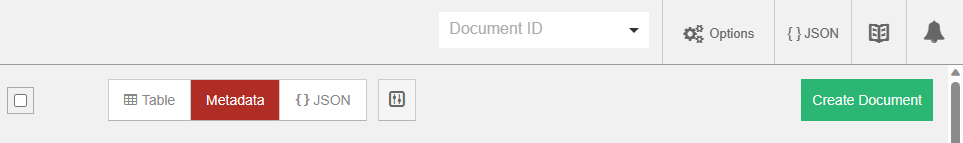 Document ID
Options
{ } JSON
Table
Metadata
{ } JSON
Create Document